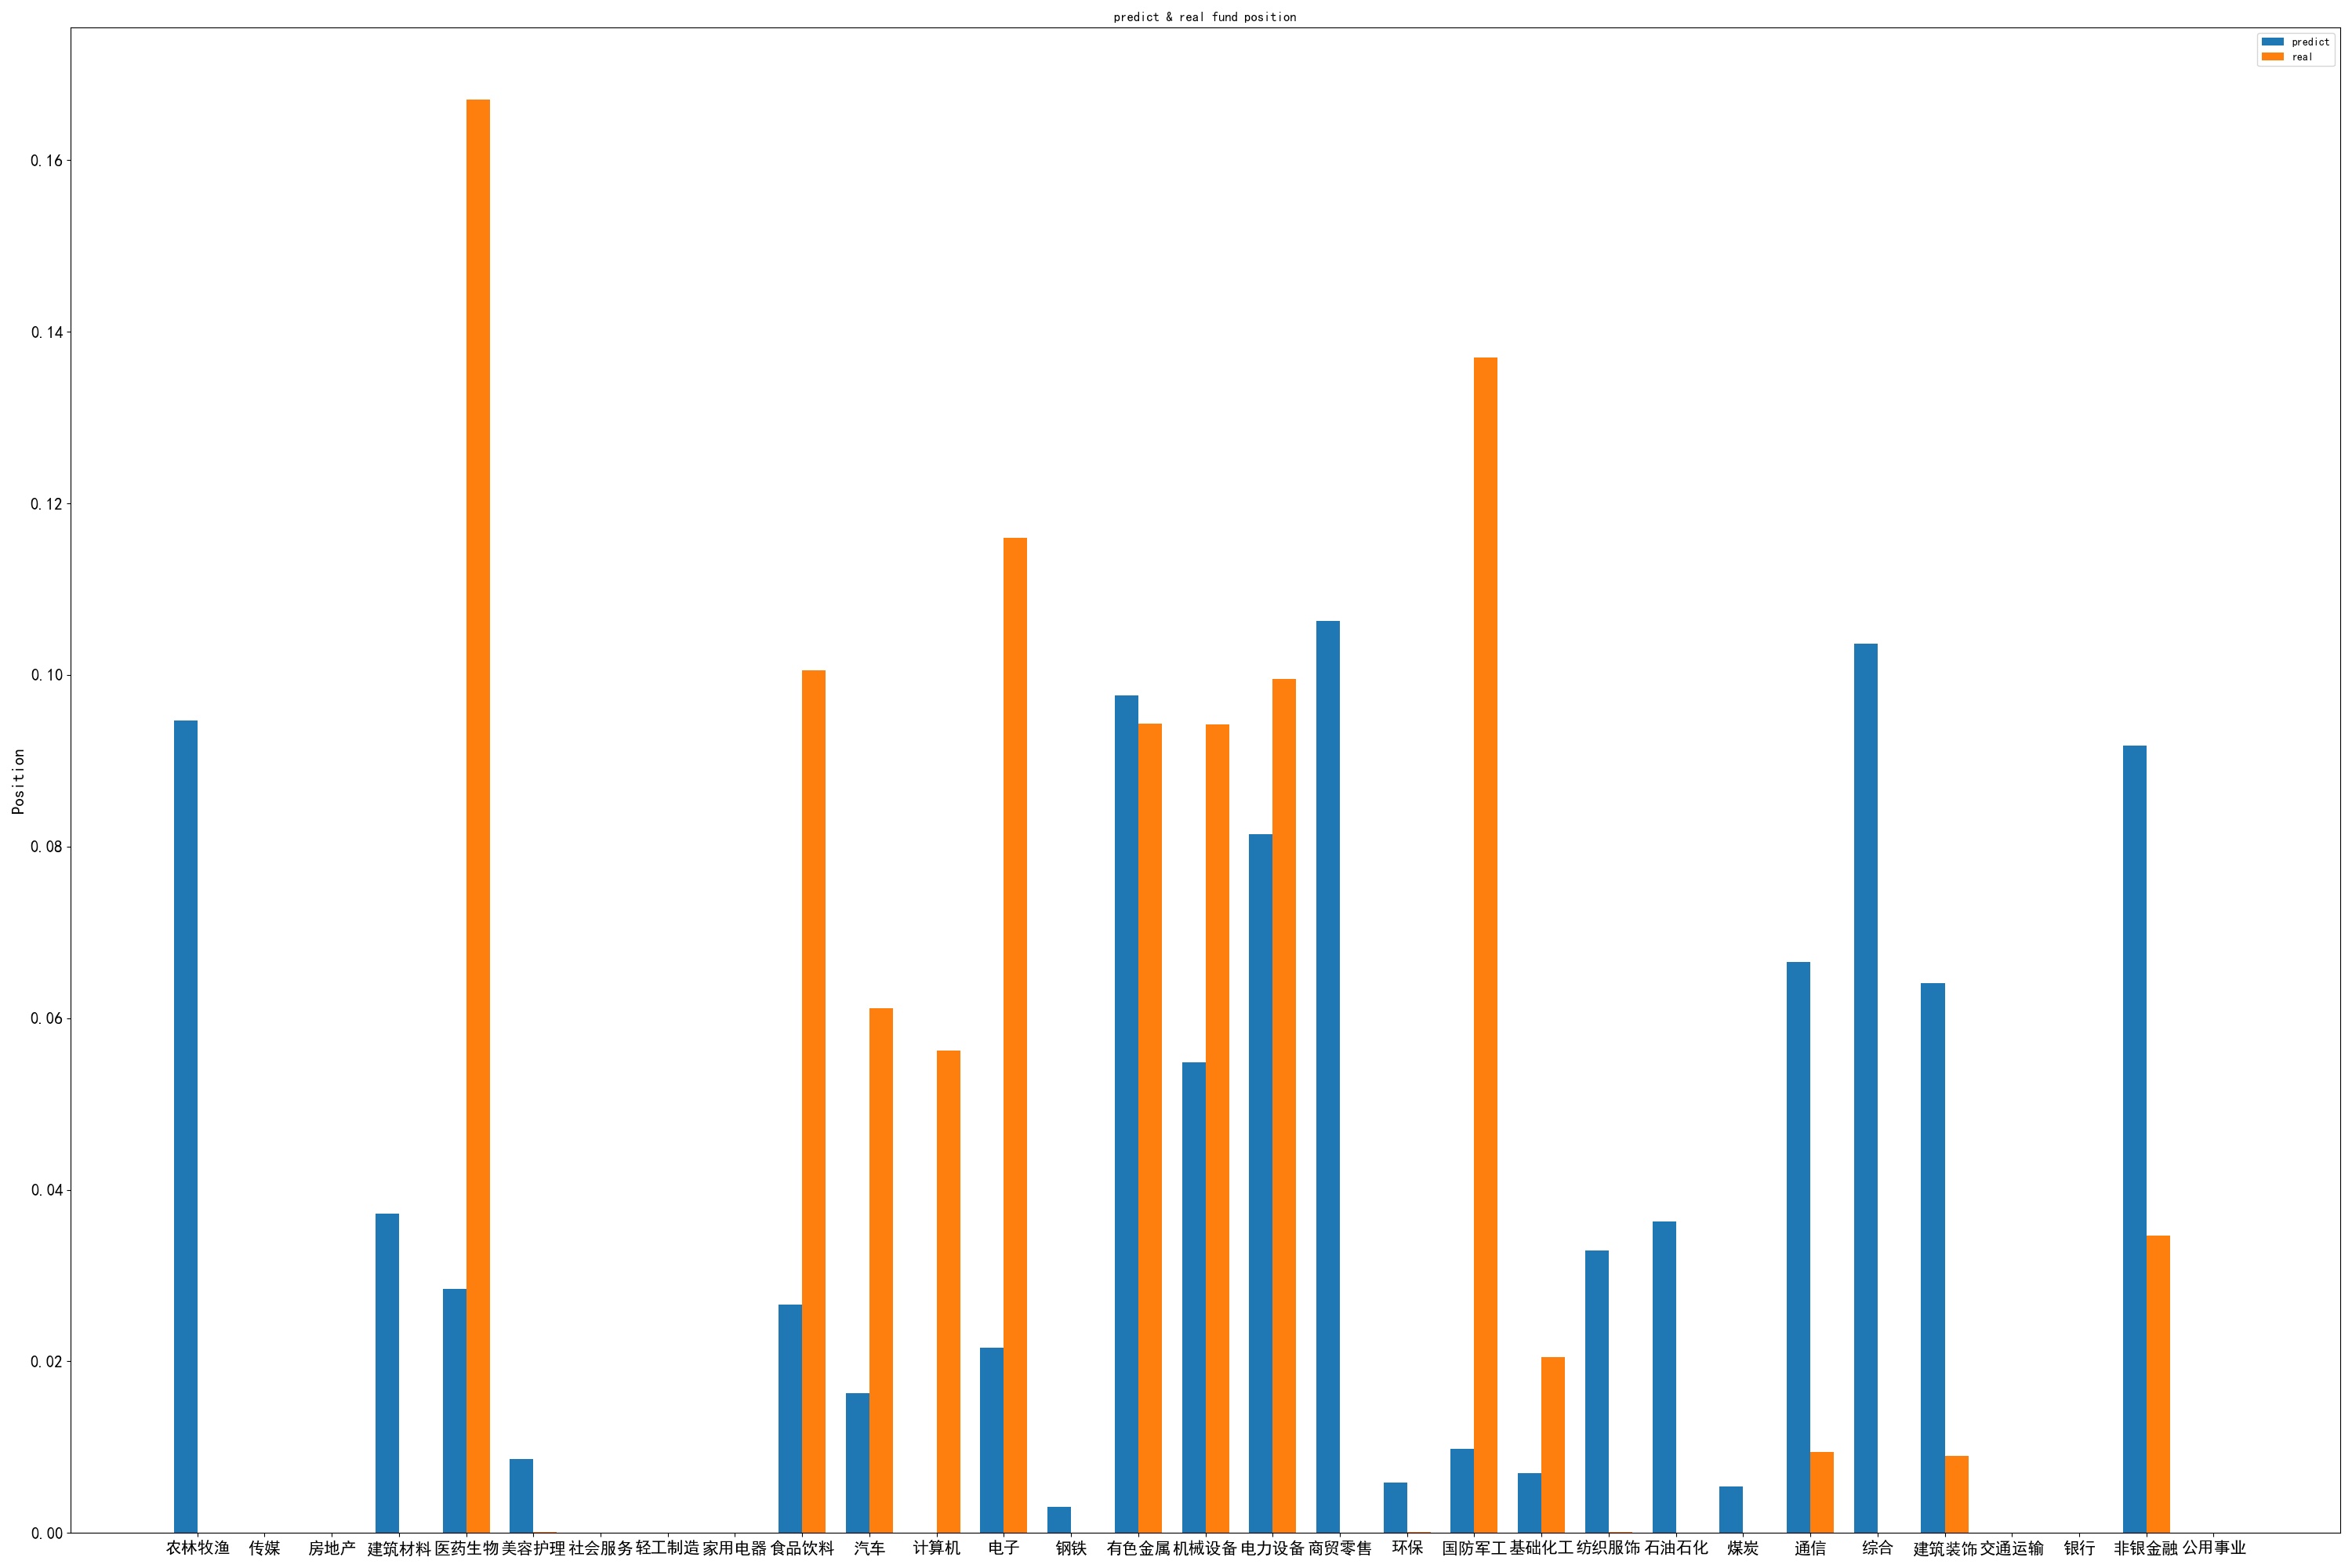 predict & real fund position
predict
real
Position
0.16
0.14
0.12
0.10
0.08
0.06
0.04
0.02
0.00
农林牧渔 传媒 房地产 建筑材料 医药生物 美容护理 社会服务 轻工制造 家用电器 食品饮料 汽车 计算机 电子 钢铁 有色金属 机械设备 电力设备 商贸零售 环保 国防军工 基础化工 纺织服饰 石油石化 煤炭 通信 综合 建筑装饰 交通运输 银行 非银金融 公用事业